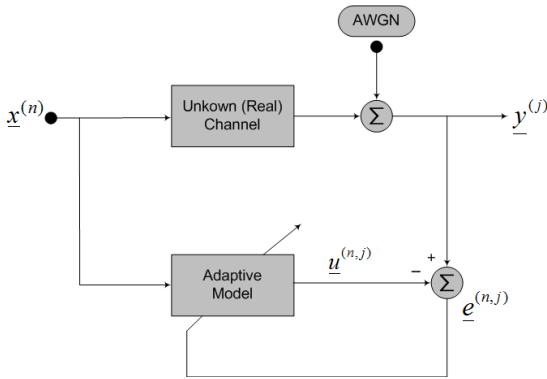 AWGN
x^(n)
Unkown (Real)
Channel
Σ
y^(j)
Adaptive
Model
u^(n,j)
+
−
Σ
e^(n,j)